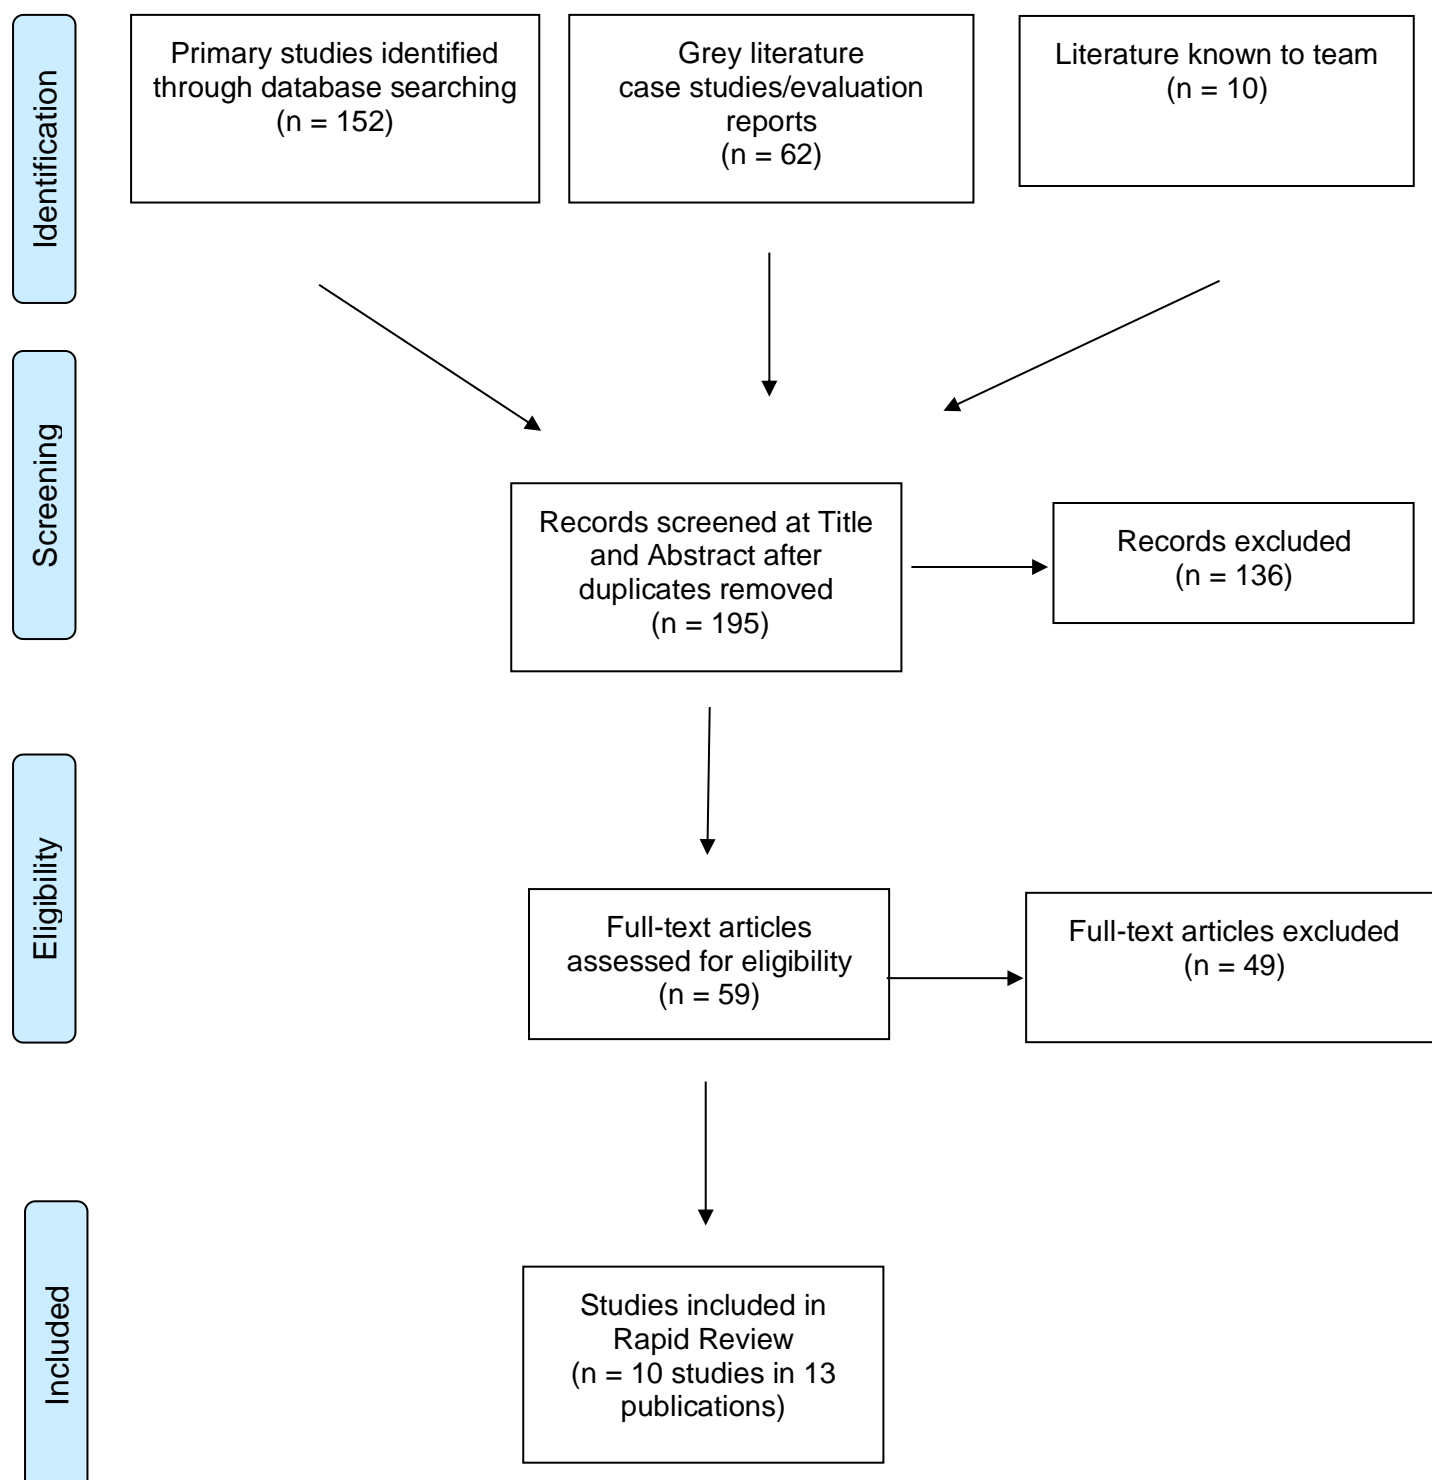 Identification
Primary studies identified
through database searching
(n = 152)
Grey literature
case studies/evaluation
reports
(n = 62)
Literature known to team
(n = 10)
Screening
Records screened at Title
and Abstract after
duplicates removed
(n = 195)
Records excluded
(n = 136)
Eligibility
Full-text articles
assessed for eligibility
(n = 59)
Full-text articles excluded
(n = 49)
Included
Studies included in
Rapid Review
(n = 10 studies in 13
publications)